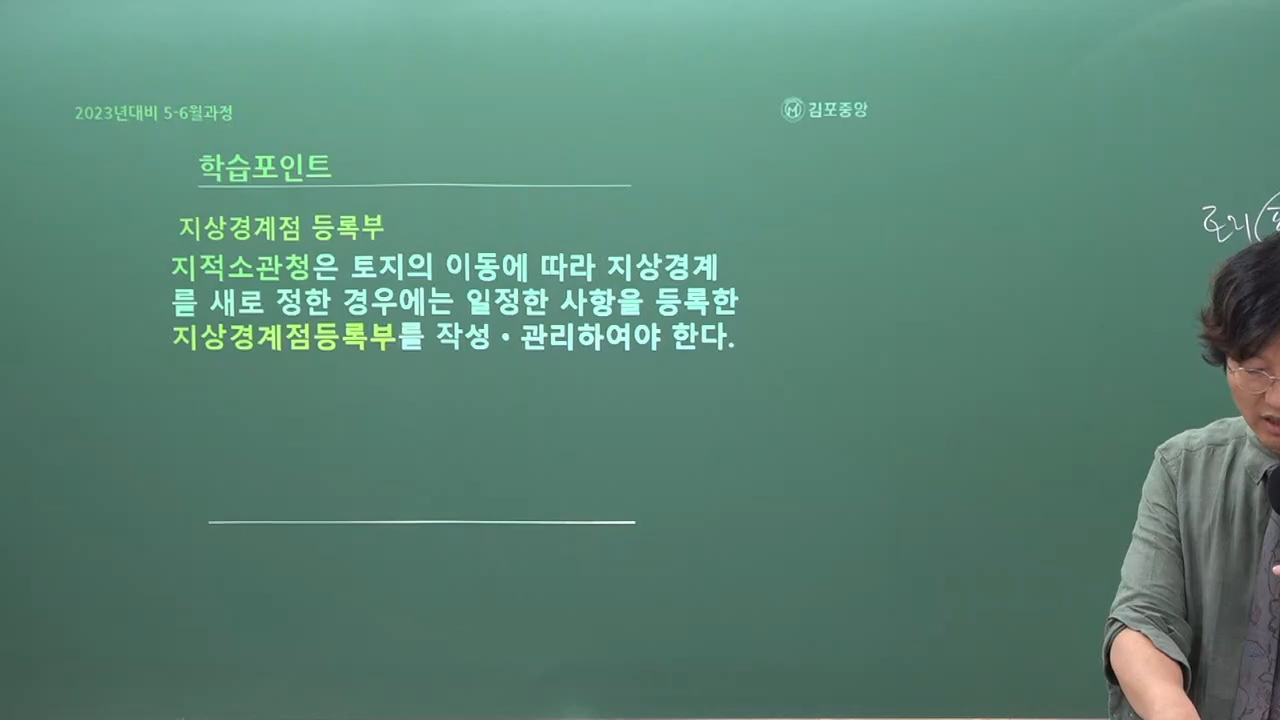 2023년대비 5-6월과정
김포중앙
학습포인트
지상경계점 등록부
지적소관청은 토지의 이동에 따라 지상경계
를 새로 정한 경우에는 일정한 사항을 등록한
지상경계점등록부를 작성•관리하여야 한다.